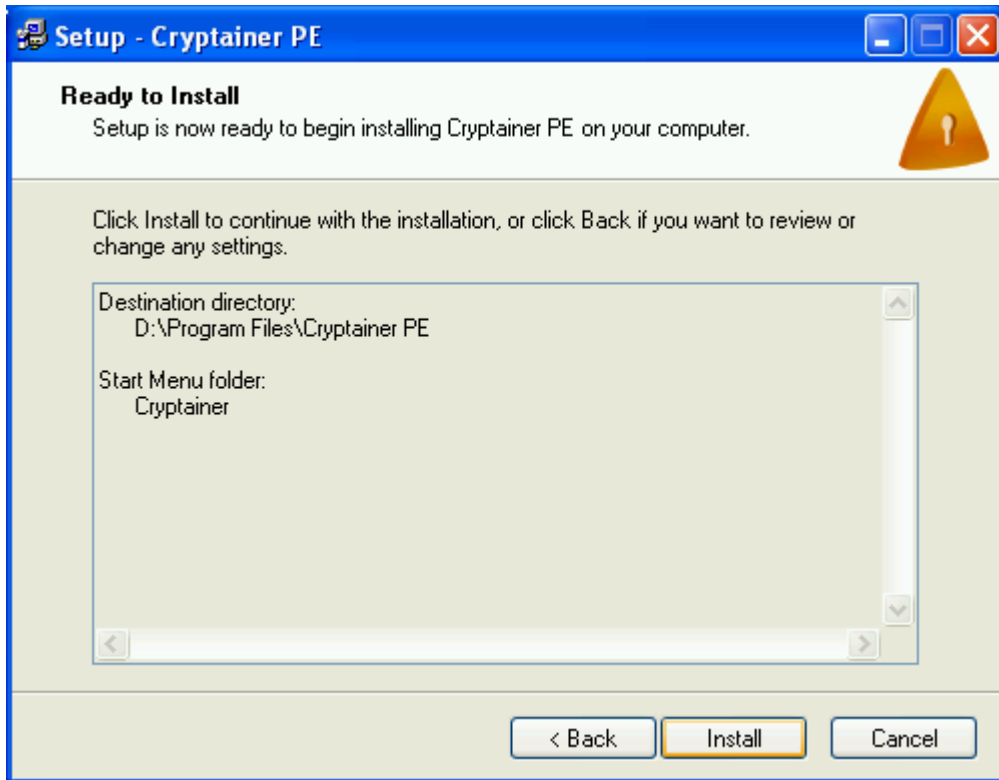 Setup - Cryptainer PE
Ready to Install
Setup is now ready to begin installing Cryptainer PE on your computer.
Click Install to continue with the installation, or click Back if you want to review or
change any settings.
Destination directory:
D:\Program Files\Cryptainer PE
Start Menu folder:
Cryptainer
< Back
Install
Cancel